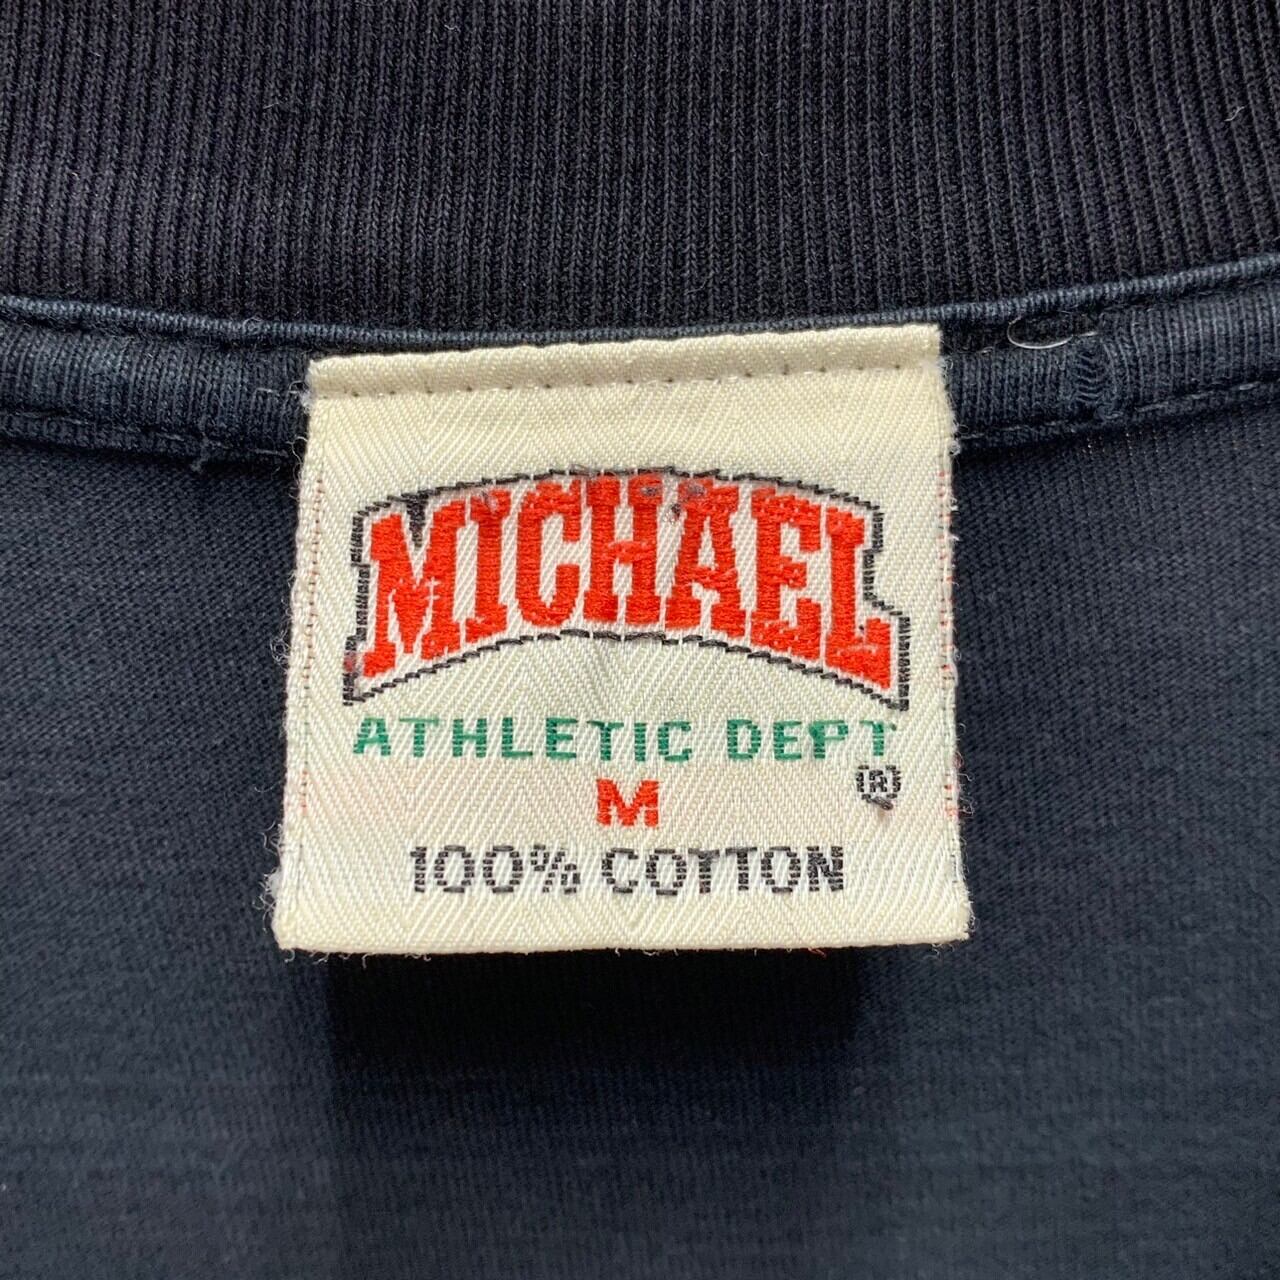 MICHAEL
ATHLETIC DEPT
M ®
100% COTTON